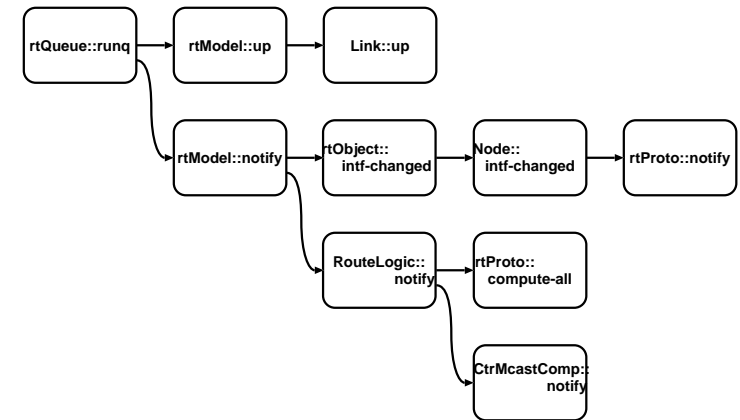 rtQueue::runq
rtModel::up
Link::up
rtModel::notify
rtObject::
intf-changed
Node::
intf-changed
rtProto::notify
RouteLogic::
notify
rtProto::
compute-all
CtrMcastComp::
notify